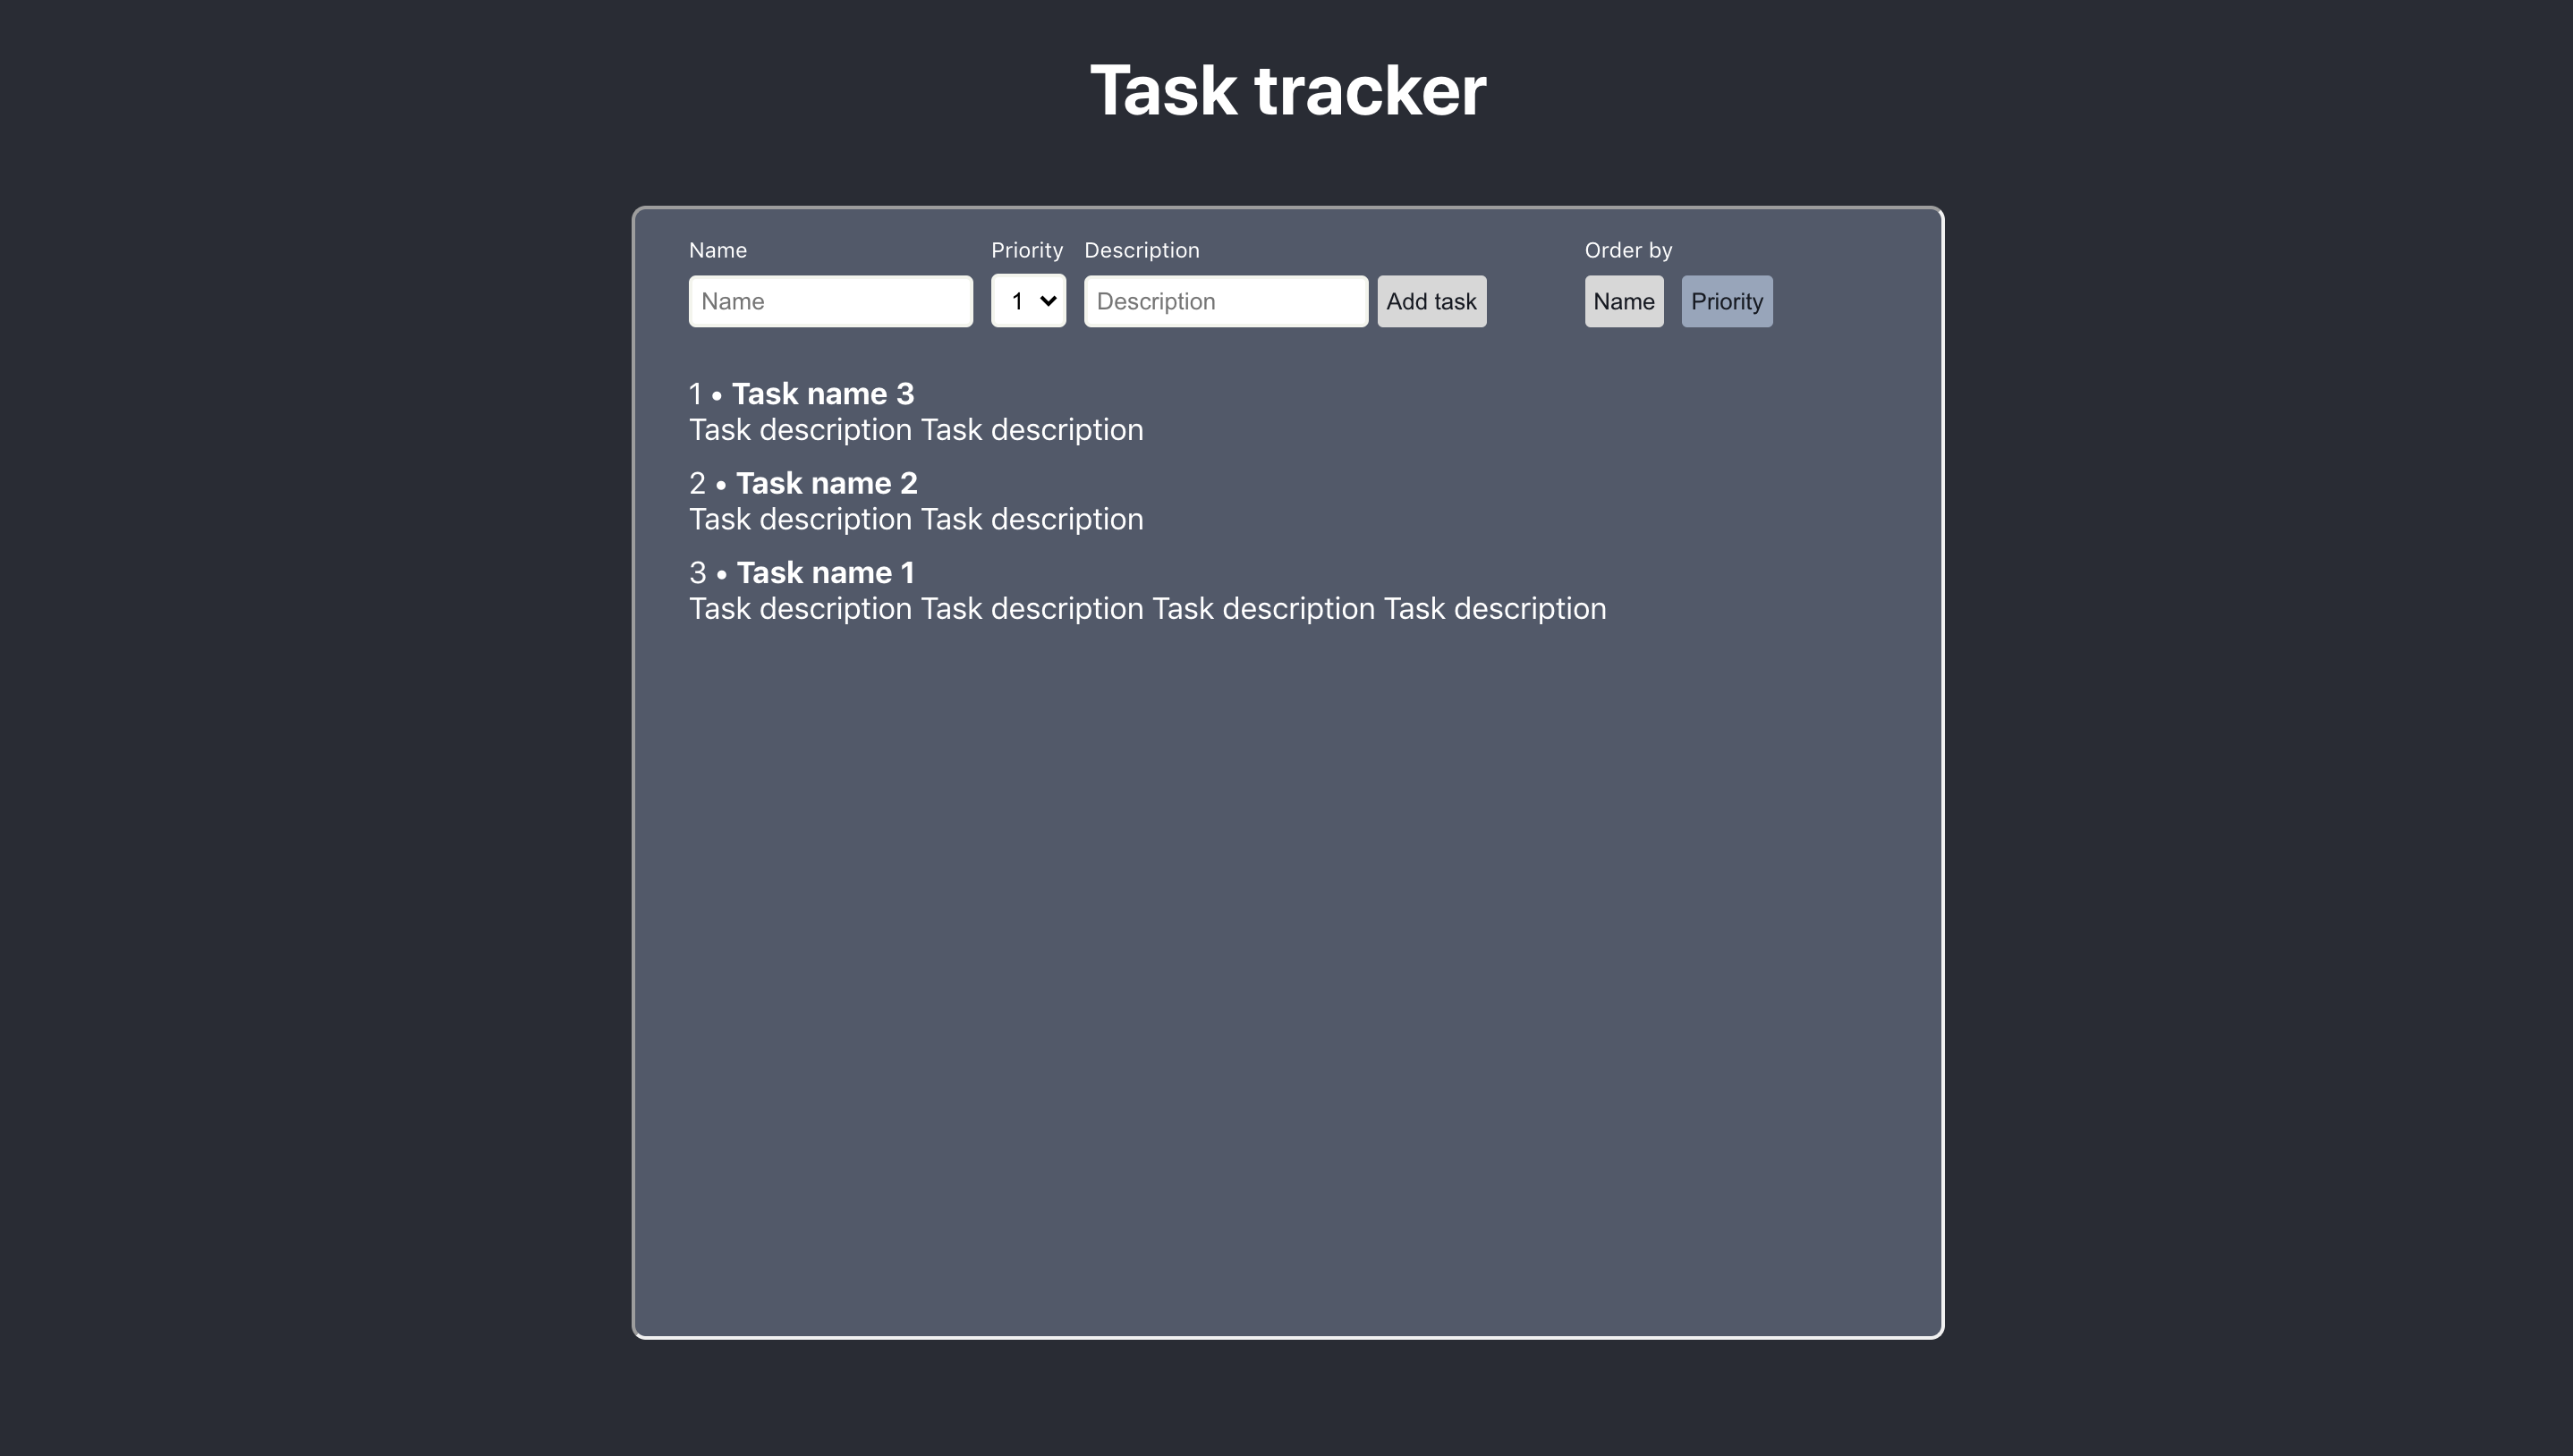 Task tracker
Name Priority Description Order by
Name 1 Description Add task Name Priority
1 • Task name 3
Task description Task description
2 • Task name 2
Task description Task description
3 • Task name 1
Task description Task description Task description Task description